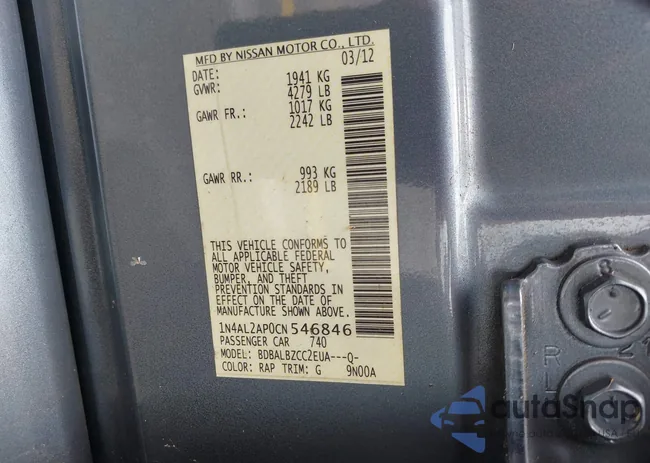 MFD BY NISSAN MOTOR CO., LTD.
DATE: 03/12
GVWR: 1941 KG
4279 LB
GAWR FR.: 1017 KG
2242 LB
GAWR RR.: 993 KG
2189 LB
THIS VEHICLE CONFORMS TO
ALL APPLICABLE FEDERAL
MOTOR VEHICLE SAFETY,
BUMPER, AND THEFT
PREVENTION STANDARDS IN
EFFECT ON THE DATE OF
MANUFACTURE SHOWN ABOVE.
1N4AL2AP0CN546846
PASSENGER CAR 740
MODEL: BDBALBZCC2EUA---Q-
COLOR: RAP TRIM: G 9N00A
8
R
L
autoSnap